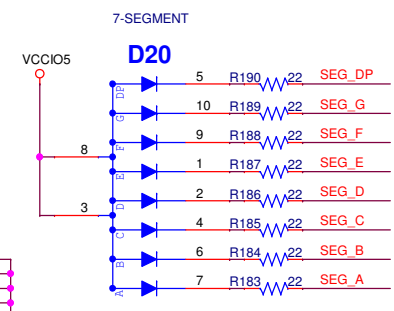 7-SEGMENT
D20
VCCIO5
DP 5 R190 22 SEG_DP
G 10 R189 22 SEG_G
F 9 R188 22 SEG_F
8
E 1 R187 22 SEG_E
D 2 R186 22 SEG_D
3
C 4 R185 22 SEG_C
B 6 R184 22 SEG_B
A 7 R183 22 SEG_A